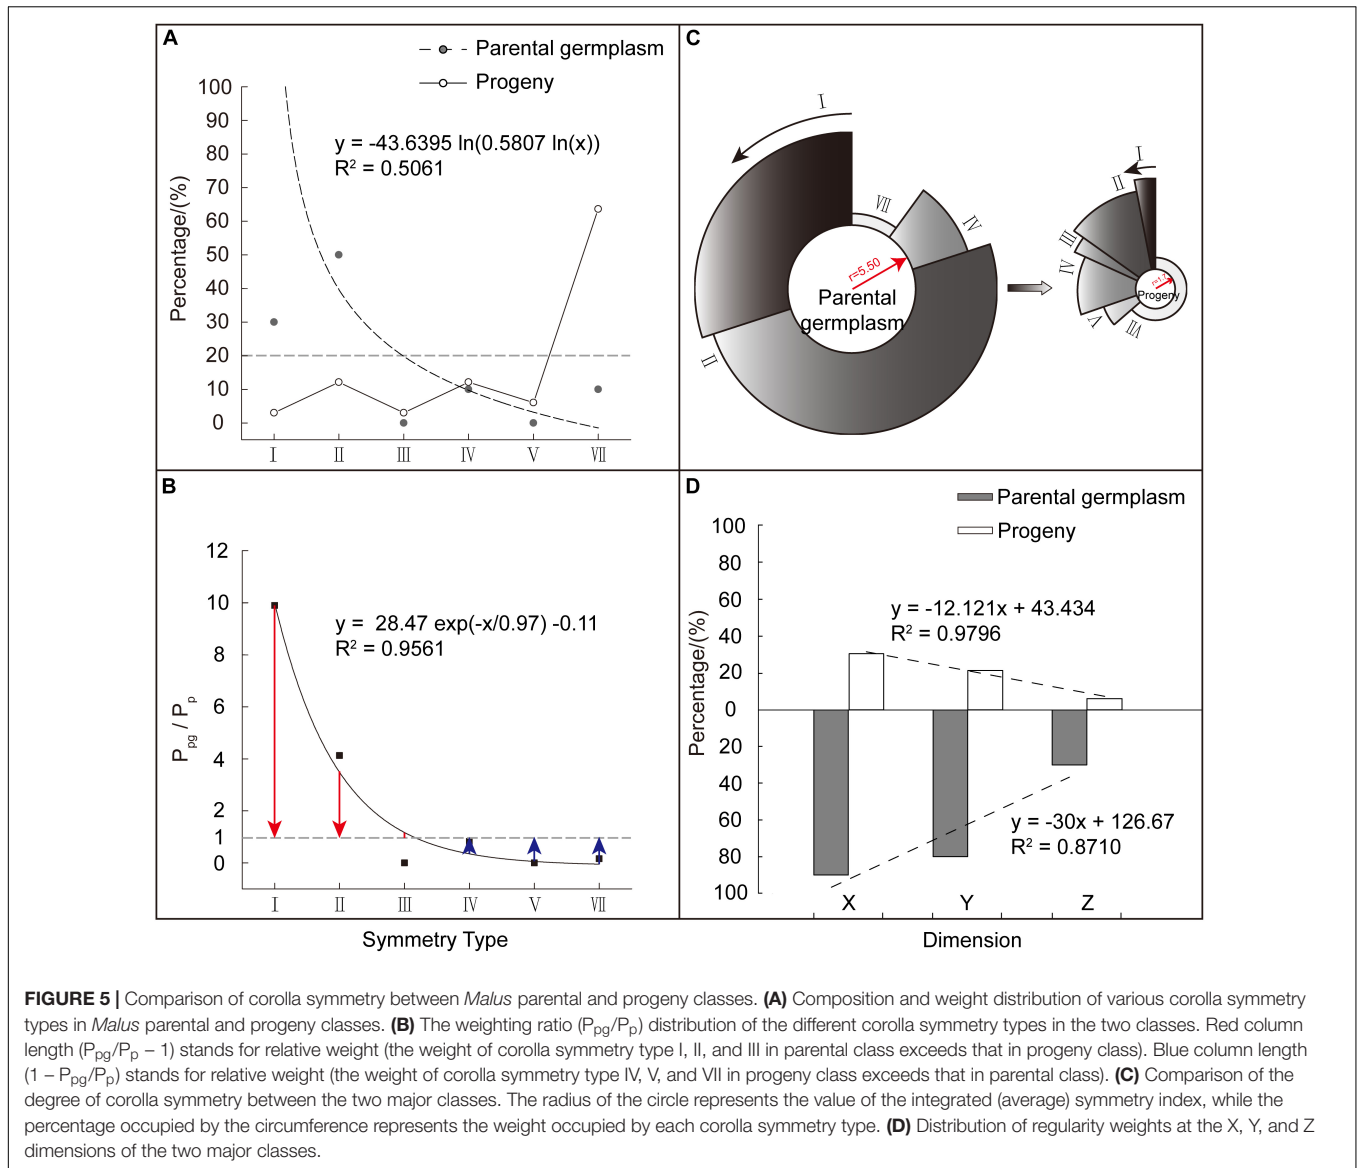 A
Parental germplasm
Progeny
100
90
80
70
60
50
40
30
20
10
0
Percentage/(%)
y = -43.6395 ln(0.5807 ln(x))
R² = 0.5061
I II III IV V VII
B
12
10
8
6
4
2
1
0
Ppg / Pp
y = 28.47 exp(-x/0.97) -0.11
R² = 0.9561
I II III IV V VII
Symmetry Type
C
I
VII
IV
II
r=5.50
Parental
germplasm
I
II
III
IV
V
VII
Progeny
D
Parental germplasm
Progeny
100
80
60
40
20
0
20
40
60
80
100
Percentage/(%)
y = -12.121x + 43.434
R² = 0.9796
y = -30x + 126.67
R² = 0.8710
X Y Z
Dimension
FIGURE 5 | Comparison of corolla symmetry between Malus parental and progeny classes. (A) Composition and weight distribution of various corolla symmetry
types in Malus parental and progeny classes. (B) The weighting ratio (Ppg/Pp) distribution of the different corolla symmetry types in the two classes. Red column
length (Ppg/Pp – 1) stands for relative weight (the weight of corolla symmetry type I, II, and III in parental class exceeds that in progeny class). Blue column length
(1 – Ppg/Pp) stands for relative weight (the weight of corolla symmetry type IV, V, and VII in progeny class exceeds that in parental class). (C) Comparison of the
degree of corolla symmetry between the two major classes. The radius of the circle represents the value of the integrated (average) symmetry index, while the
percentage occupied by the circumference represents the weight occupied by each corolla symmetry type. (D) Distribution of regularity weights at the X, Y, and Z
dimensions of the two major classes.